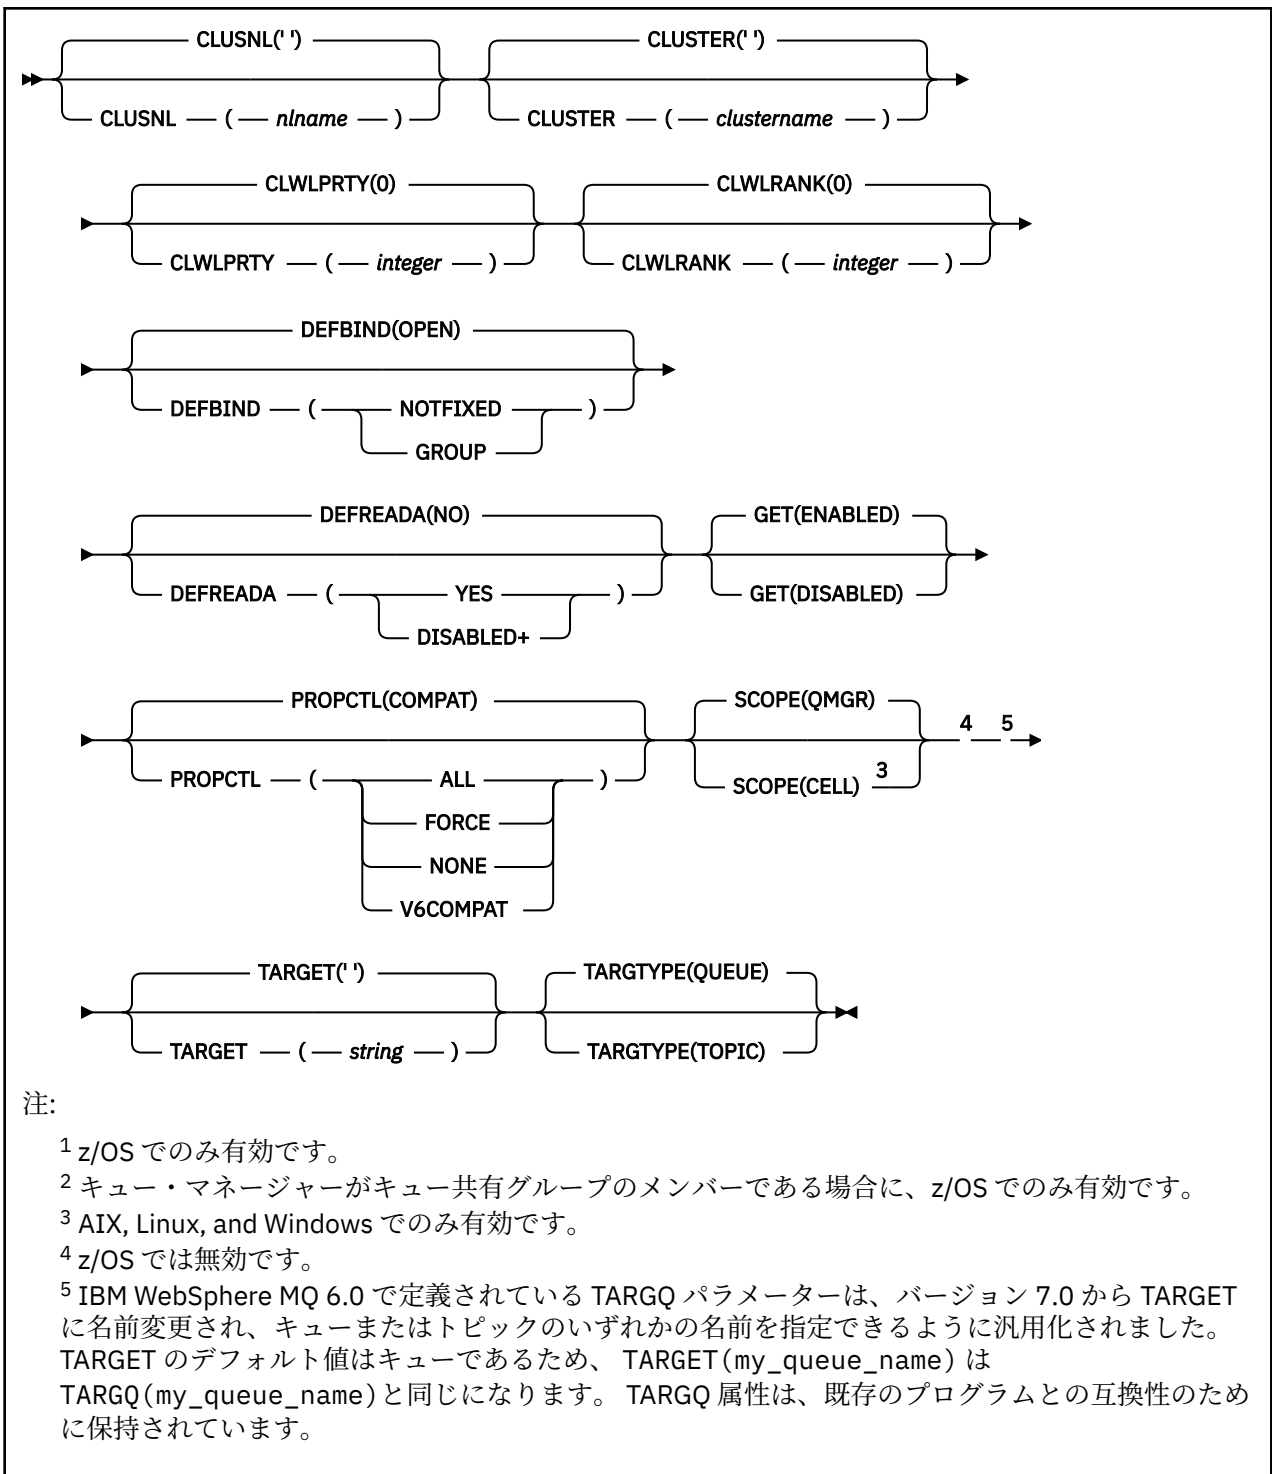 CLUSNL(' ') CLUSTER(' ')
CLUSNL ( nlname ) CLUSTER ( clustername )
CLWLPRTY(0) CLWLRANK(0)
CLWLPRTY ( integer ) CLWLRANK ( integer )
DEFBIND(OPEN)
DEFBIND ( NOTFIXED )
GROUP
DEFREADA(NO) GET(ENABLED)
DEFREADA ( YES ) GET(DISABLED)
DISABLED+
PROPCTL(COMPAT) SCOPE(QMGR) 4 5
PROPCTL ( ALL ) SCOPE(CELL) 3
FORCE
NONE
V6COMPAT
TARGET(' ') TARGTYPE(QUEUE)
TARGET ( string ) TARGTYPE(TOPIC)
注:
1 z/OS でのみ有効です。
2 キュー・マネージャーがキュー共有グループのメンバーである場合に、z/OS でのみ有効です。
3 AIX, Linux, and Windows でのみ有効です。
4 z/OS では無効です。
5 IBM WebSphere MQ 6.0 で定義されている TARGQ パラメーターは、バージョン 7.0 から TARGET
に名前変更され、キューまたはトピックのいずれかの名前を指定できるように汎用化されました。
TARGET のデフォルト値はキューであるため、 TARGET(my_queue_name) は
TARGQ(my_queue_name)と同じになります。 TARGQ 属性は、既存のプログラムとの互換性のため
に保持されています。